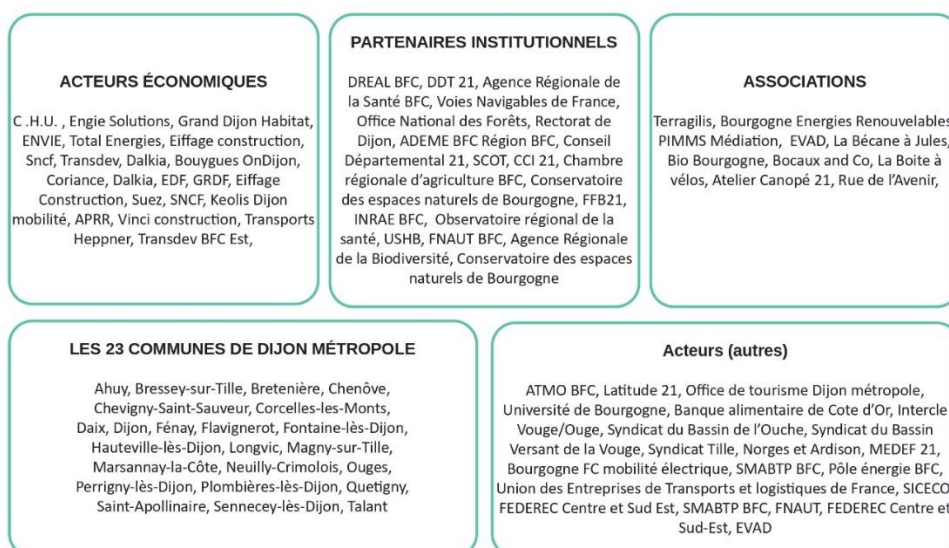 ACTEURS ÉCONOMIQUES
C .H.U. , Engie Solutions, Grand Dijon Habitat,
ENVIE, Total Energies, Eiffage construction,
Sncf, Transdev, Dalkia, Bouygues OnDijon,
Coriance, Dalkia, EDF, GRDF, Eiffage
Construction, Suez, SNCF, Keolis Dijon
mobilité, APRR, Vinci construction, Transports
Heppner, Transdev BFC Est,
PARTENAIRES INSTITUTIONNELS
DREAL BFC, DDT 21, Agence Régionale de
la Santé BFC, Voies Navigables de France,
Office National des Forêts, Rectorat de
Dijon, ADEME BFC Région BFC, Conseil
Départemental 21, SCOT, CCI 21, Chambre
régionale d'agriculture BFC, Conservatoire
des espaces naturels de Bourgogne, FFB21,
INRAE BFC, Observatoire régional de la
santé, USHB, FNAUT BFC, Agence Régionale
de la Biodiversité, Conservatoire des espaces
naturels de Bourgogne
ASSOCIATIONS
Terragilis, Bourgogne Energies Renouvelables
PIMMS Médiation, EVAD, La Bécane à Jules,
Bio Bourgogne, Bocaux and Co, La Boite à
vélos, Atelier Canopé 21, Rue de l'Avenir,
LES 23 COMMUNES DE DIJON MÉTROPOLE
Ahuy, Bressey-sur-Tille, Bretenière, Chenôve,
Chevigny-Saint-Sauveur, Corcelles-les-Monts,
Daix, Dijon, Fénay, Flavignerot, Fontaine-lès-Dijon,
Hauteville-lès-Dijon, Longvic, Magny-sur-Tille,
Marsannay-la-Côte, Neuilly-Crimolois, Ouges,
Perrigny-lès-Dijon, Plombières-lès-Dijon, Quetigny,
Saint-Apollinaire, Sennecey-lès-Dijon, Talant
Acteurs (autres)
ATMO BFC, Latitude 21, Office de tourisme Dijon métropole,
Université de Bourgogne, Banque alimentaire de Cote d'Or, Intercle
Vouge/Ouge, Syndicat du Bassin de l'Ouche, Syndicat du Bassin
Versant de la Vouge, Syndicat Tille, Norges et Ardison, MEDEF 21,
Bourgogne FC mobilité électrique, SMABTP BFC, Pôle énergie BFC,
Union des Entreprises de Transports et logistiques de France, SICECO
FEDEREC Centre et Sud Est, SMABTP BFC, FNAUT, FEDEREC Centre et
Sud-Est, EVAD